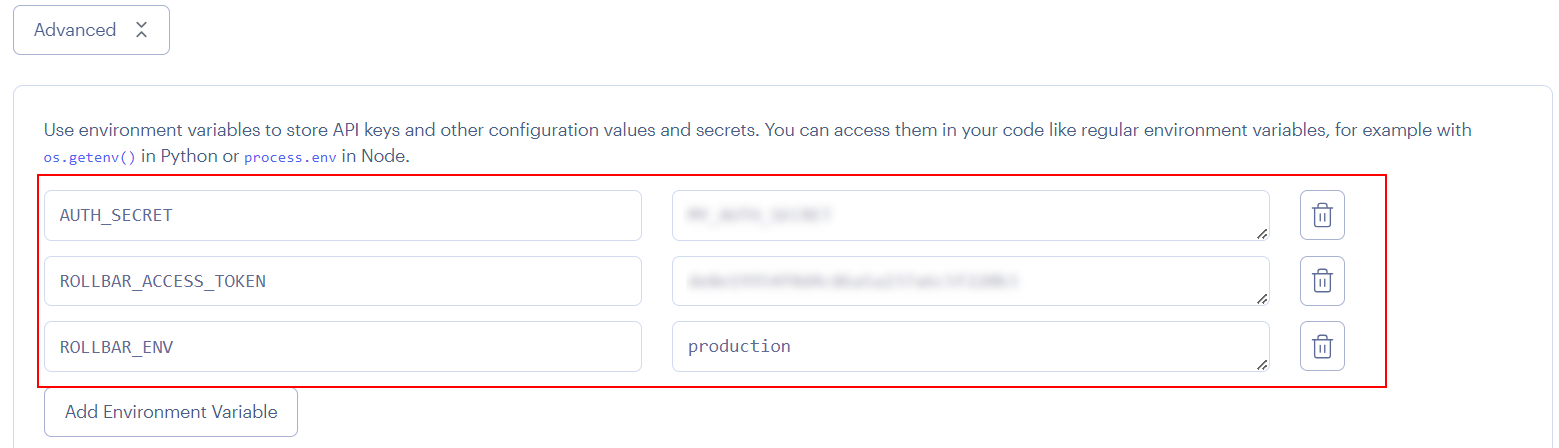 Advanced
Use environment variables to store API keys and other configuration values and secrets. You can access them in your code like regular environment variables, for example with
os.getenv() in Python or process.env in Node.
AUTH_SECRET
ROLLBAR_ACCESS_TOKEN
ROLLBAR_ENV production
Add Environment Variable